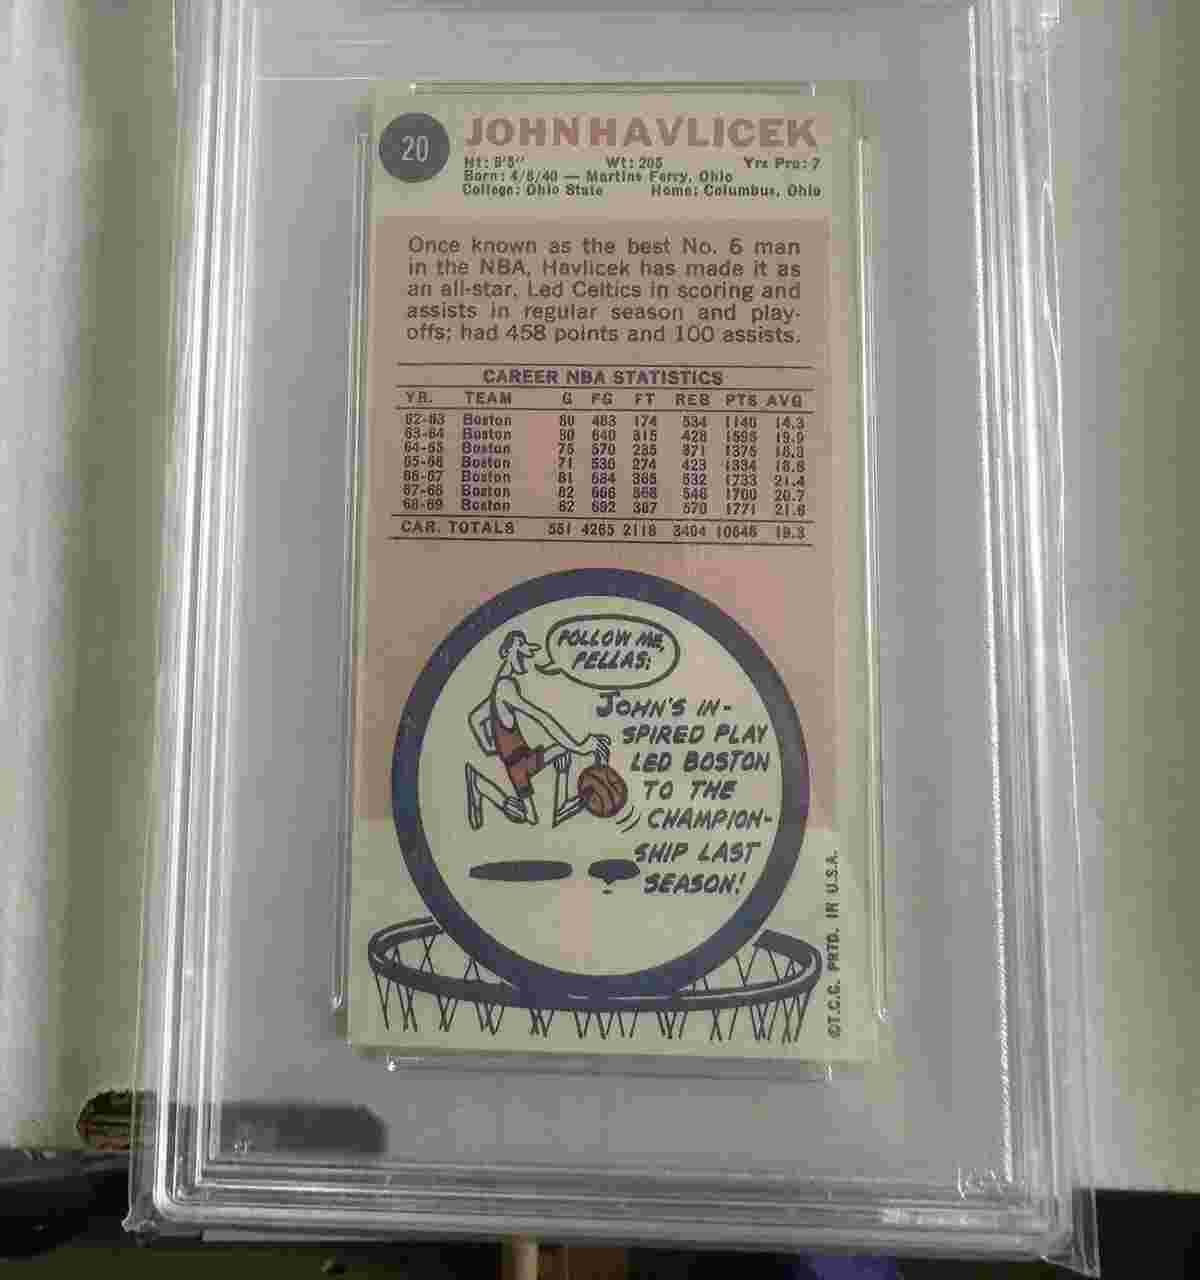 20
JOHN HAVLICEK
Ht: 6'5" Wt: 205 Yrs Pro: 7
Born: 4/8/40 — Martins Ferry, Ohio
College: Ohio State Home: Columbus, Ohio
Once known as the best No. 6 man
in the NBA, Havlicek has made it as
an all-star. Led Celtics in scoring and
assists in regular season and play-
offs; had 458 points and 100 assists.
CAREER NBA STATISTICS
YR. TEAM G FG FT REB PTS AVG
62-63 Boston 80 483 174 534 1140 14.3
63-64 Boston 80 640 315 428 1595 19.9
64-65 Boston 75 570 235 371 1375 18.3
65-66 Boston 71 530 274 423 1334 18.8
66-67 Boston 81 684 365 532 1733 21.4
67-68 Boston 82 666 368 546 1700 20.7
68-69 Boston 82 692 387 570 1771 21.6
CAR. TOTALS 551 4265 2118 3404 10648 19.3
FOLLOW ME,
FELLAS!
JOHN'S IN-
SPIRED PLAY
LED BOSTON
TO THE
CHAMPION-
SHIP LAST
SEASON!
©T.C.G. PRTD. IN U.S.A.